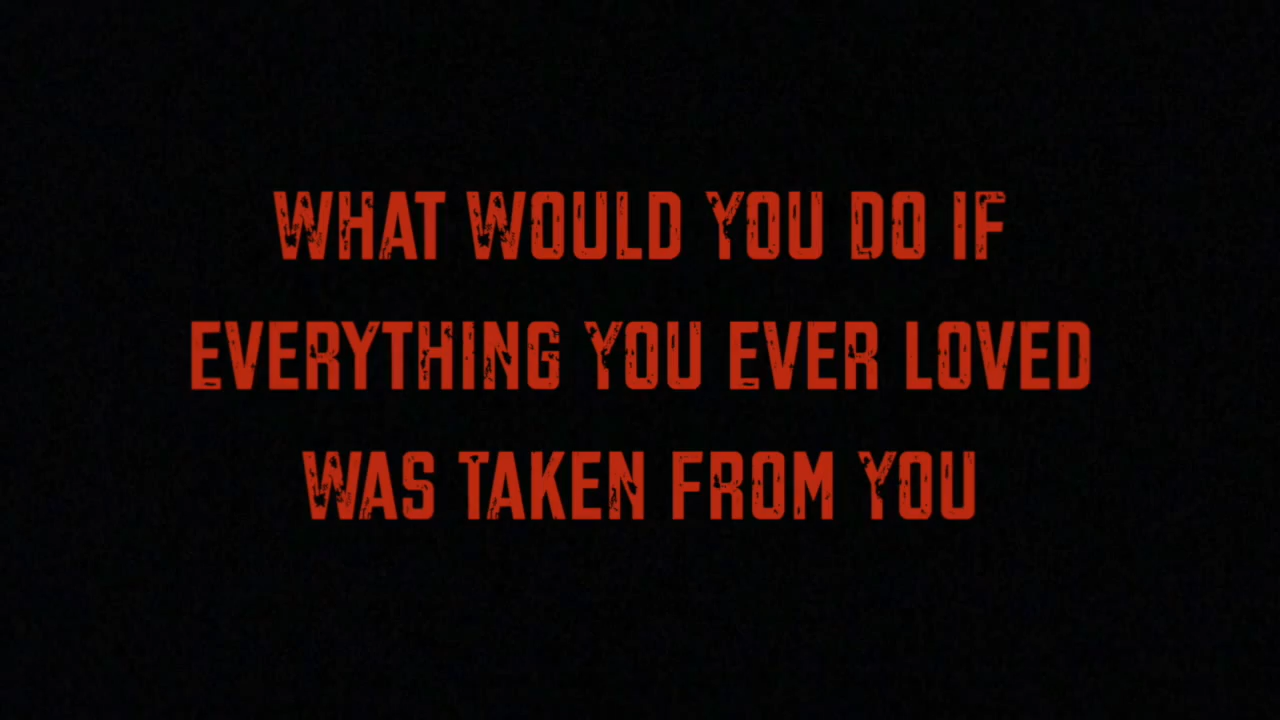 WHAT WOULD YOU DO IF
EVERYTHING YOU EVER LOVED
WAS TAKEN FROM YOU